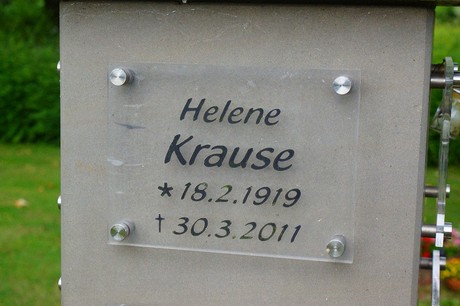 Helene
Krause
* 18.2.1919
† 30.3.2011